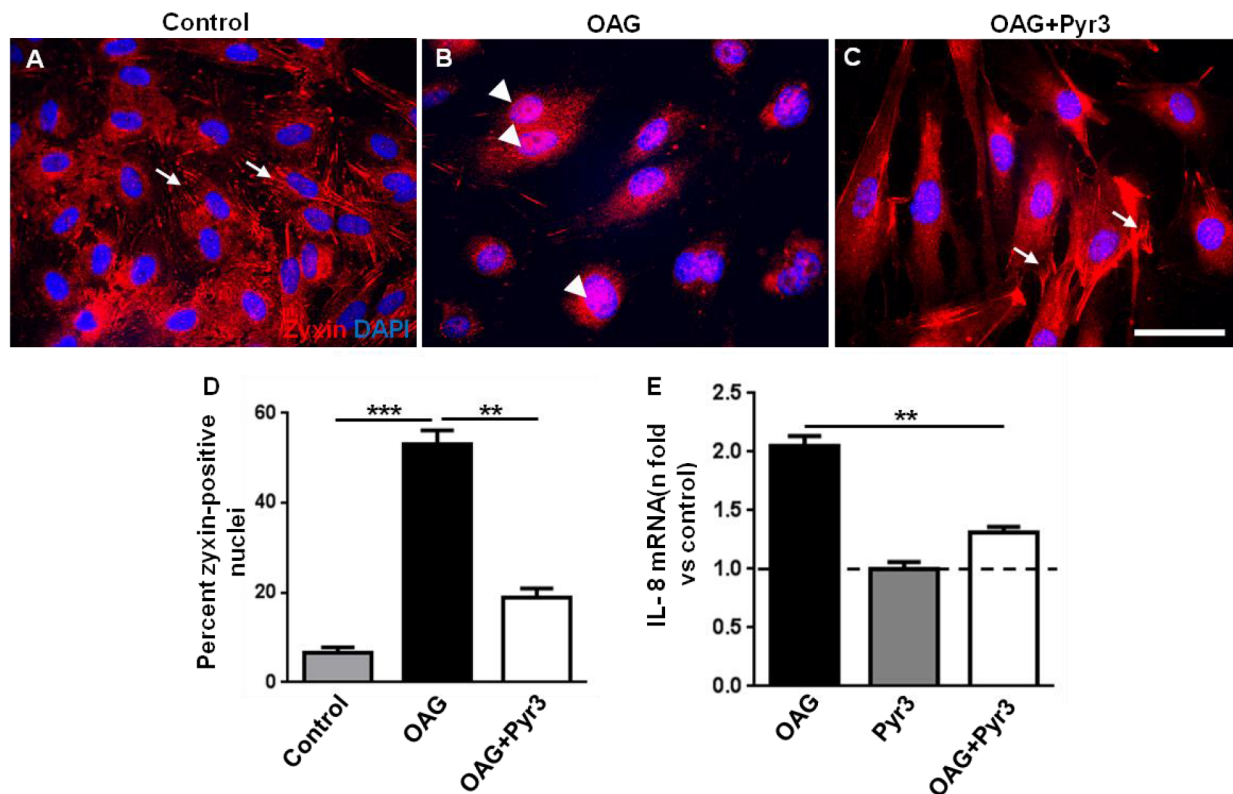 Control
OAG
OAG+Pyr3
A
B
C
Zyxin DAPI
D
Percent zyxin-positive
nuclei
60
40
20
0
***
**
Control
OAG
OAG+Pyr3
E
IL- 8 mRNA(n fold
vs control)
2.5
2.0
1.5
1.0
0.5
0.0
**
OAG
Pyr3
OAG+Pyr3